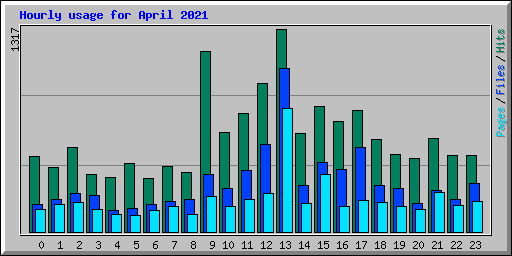 Hourly usage for April 2021
1317
Pages/Files/Hits
0 1 2 3 4 5 6 7 8 9 10 11 12 13 14 15 16 17 18 19 20 21 22 23